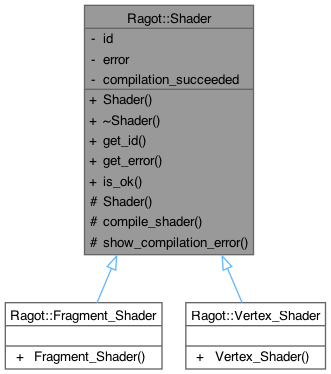 Ragot::Shader
- id
- error
- compilation_succeeded
+ Shader()
+ ~Shader()
+ get_id()
+ get_error()
+ is_ok()
# Shader()
# compile_shader()
# show_compilation_error()
Ragot::Fragment_Shader
+ Fragment_Shader()
Ragot::Vertex_Shader
+ Vertex_Shader()